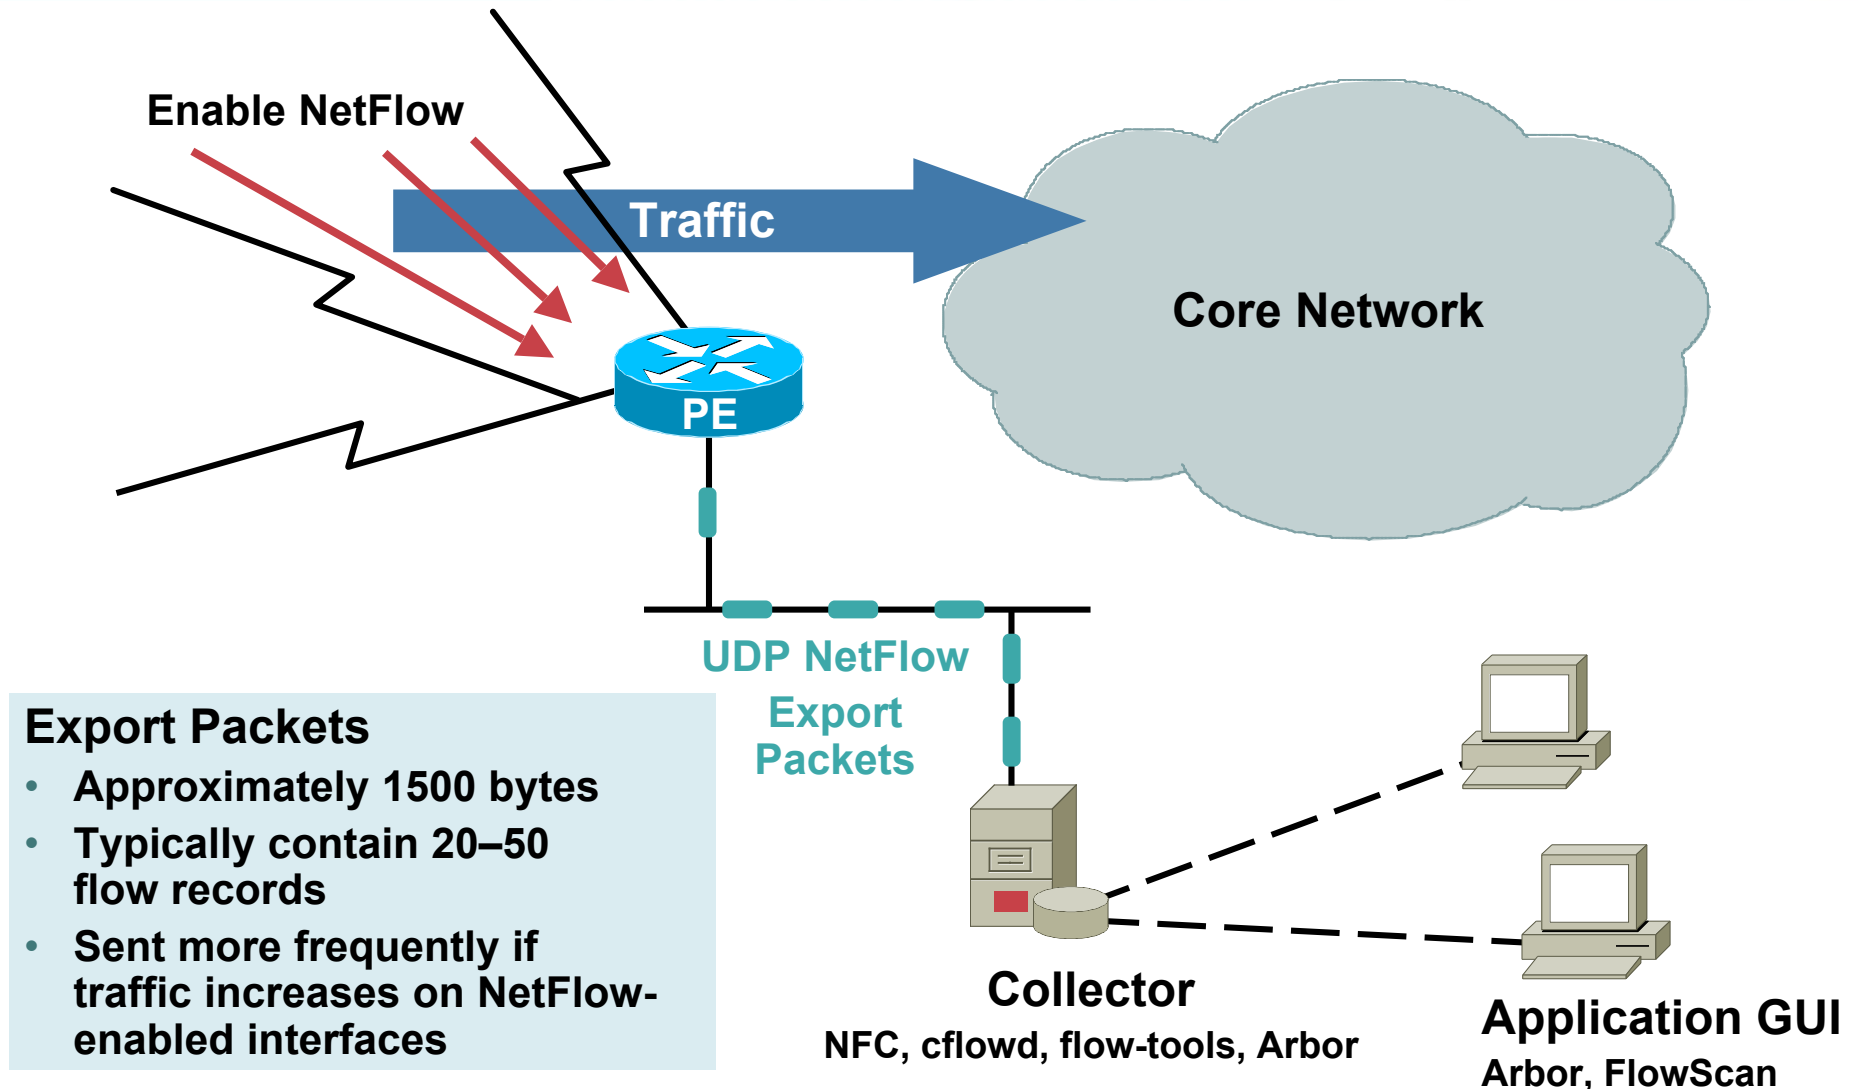 Enable NetFlow
Traffic
Core Network
PE
UDP NetFlow
Export
Packets
Export Packets
• Approximately 1500 bytes
• Typically contain 20–50
flow records
• Sent more frequently if
traffic increases on NetFlow-
enabled interfaces
Collector
NFC, cflowd, flow-tools, Arbor
Application GUI
Arbor, FlowScan